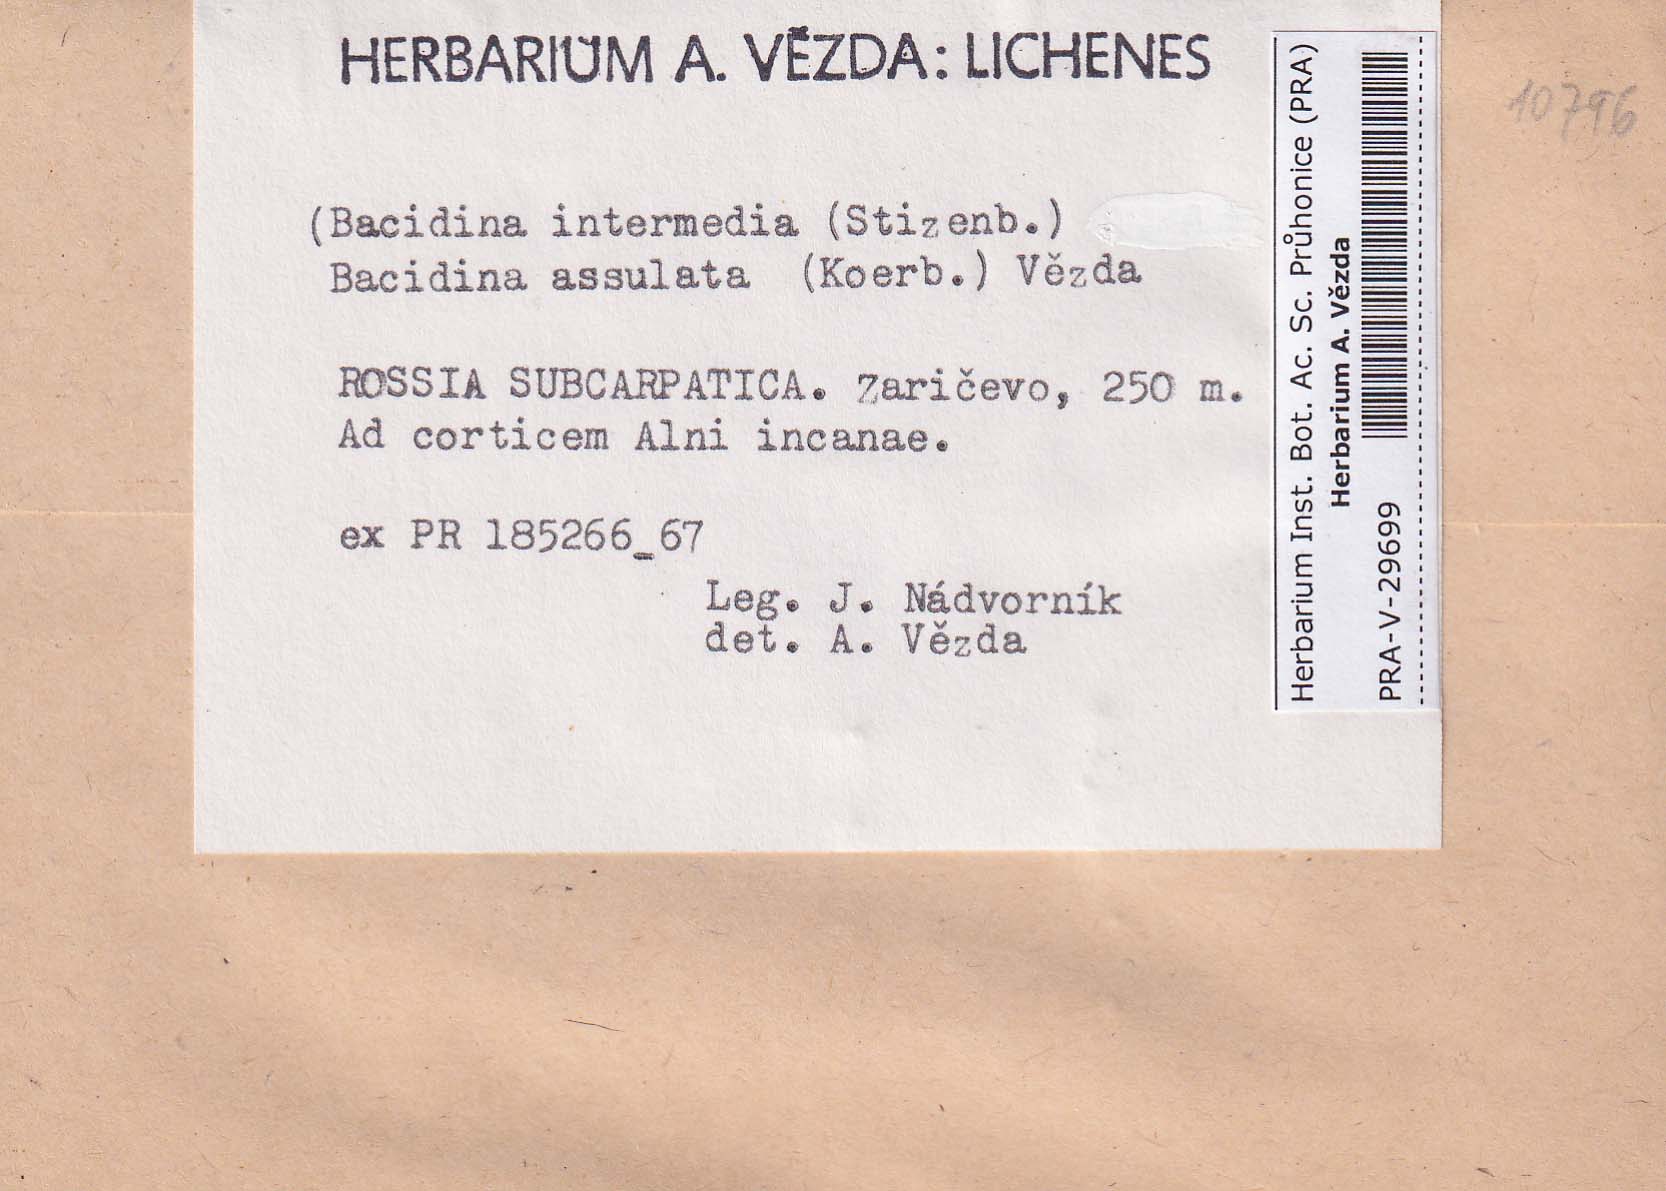 HERBARIUM A. VĚZDA: LICHENES
(Bacidina intermedia (Stizenb.)
Bacidina assulata (Koerb.) Vězda
ROSSIA SUBCARPATICA. Zaričevo, 250 m.
Ad corticem Alni incanae.
ex PR 185266_67
Leg. J. Nádvorník
det. A. Vězda
Herbarium Inst. Bot. Ac. Sc. Průhonice (PRA)
Herbarium A. Vězda
PRA-V-29699
10796